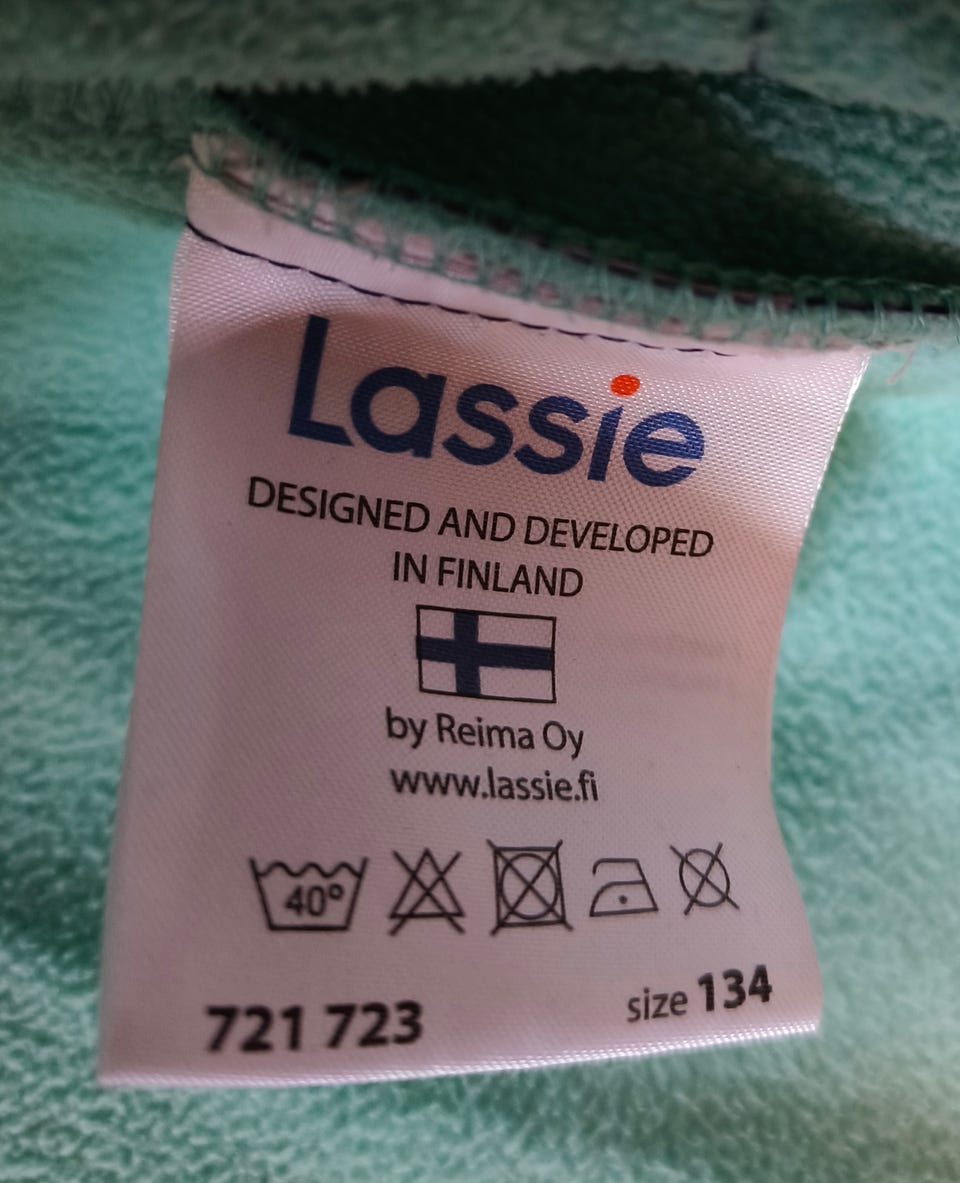 Lassie
DESIGNED AND DEVELOPED
IN FINLAND
by Reima Oy
www.lassie.fi
40°
721 723 size 134